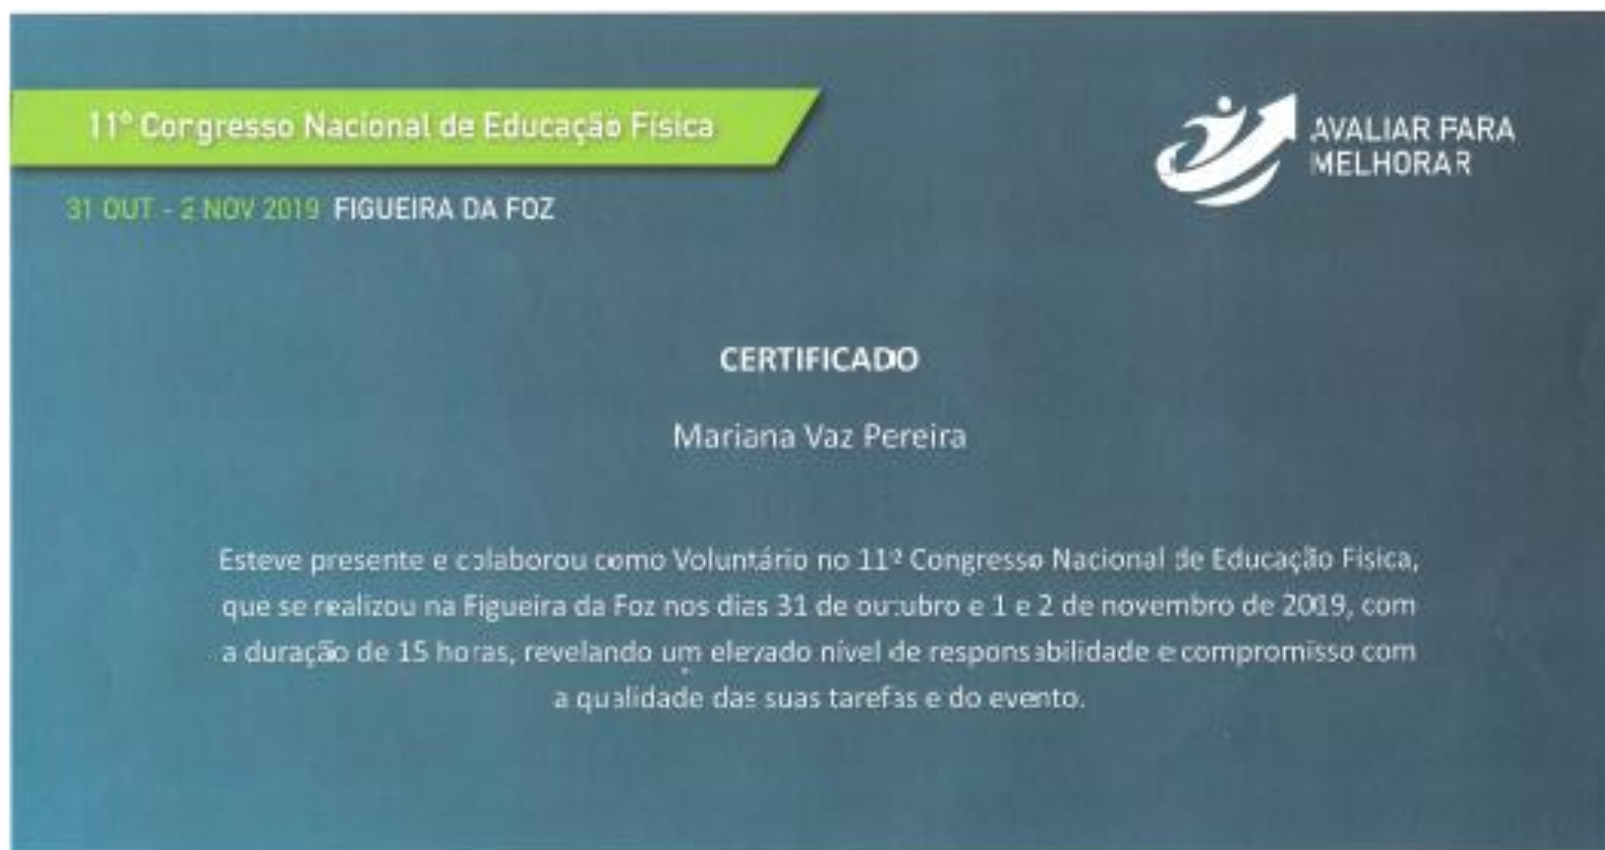 11º Congresso Nacional de Educação Física
AVALIAR PARA
MELHORAR
31 OUT - 2 NOV 2019 FIGUEIRA DA FOZ
CERTIFICADO
Mariana Vaz Pereira
Esteve presente e colaborou como Voluntário no 11º Congresso Nacional de Educação Física,
que se realizou na Figueira da Foz nos dias 31 de outubro e 1 e 2 de novembro de 2019, com
a duração de 15 horas, revelando um elevado nível de responsabilidade e compromisso com
a qualidade das suas tarefas e do evento.